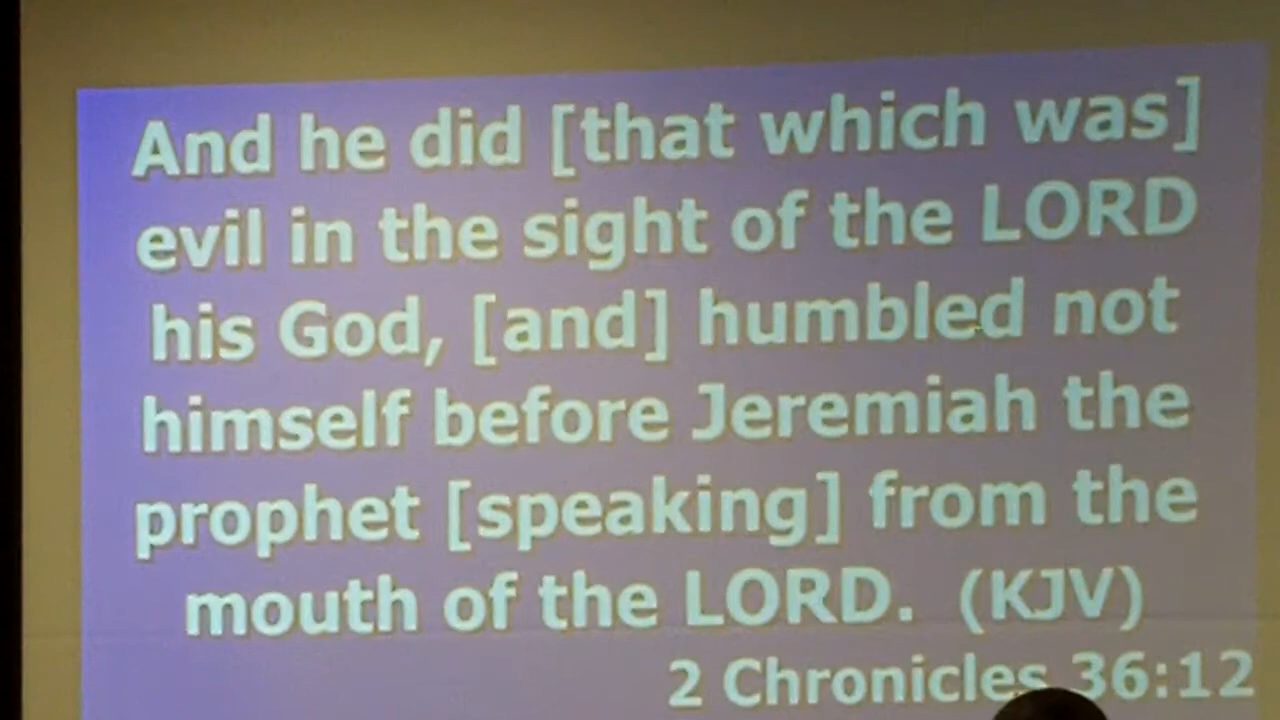 And he did [that which was]
evil in the sight of the LORD
his God, [and] humbled not
himself before Jeremiah the
prophet [speaking] from the
mouth of the LORD. (KJV)
2 Chronicles 36:12